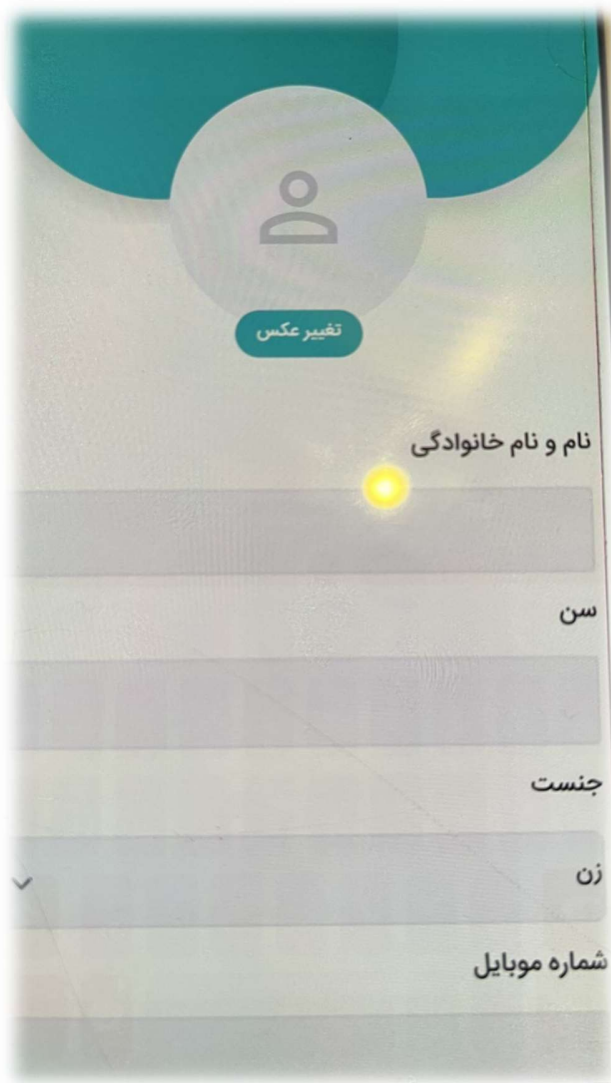 تغییر عکس
نام و نام خانوادگی
سن
جنست
زن
شماره موبایل